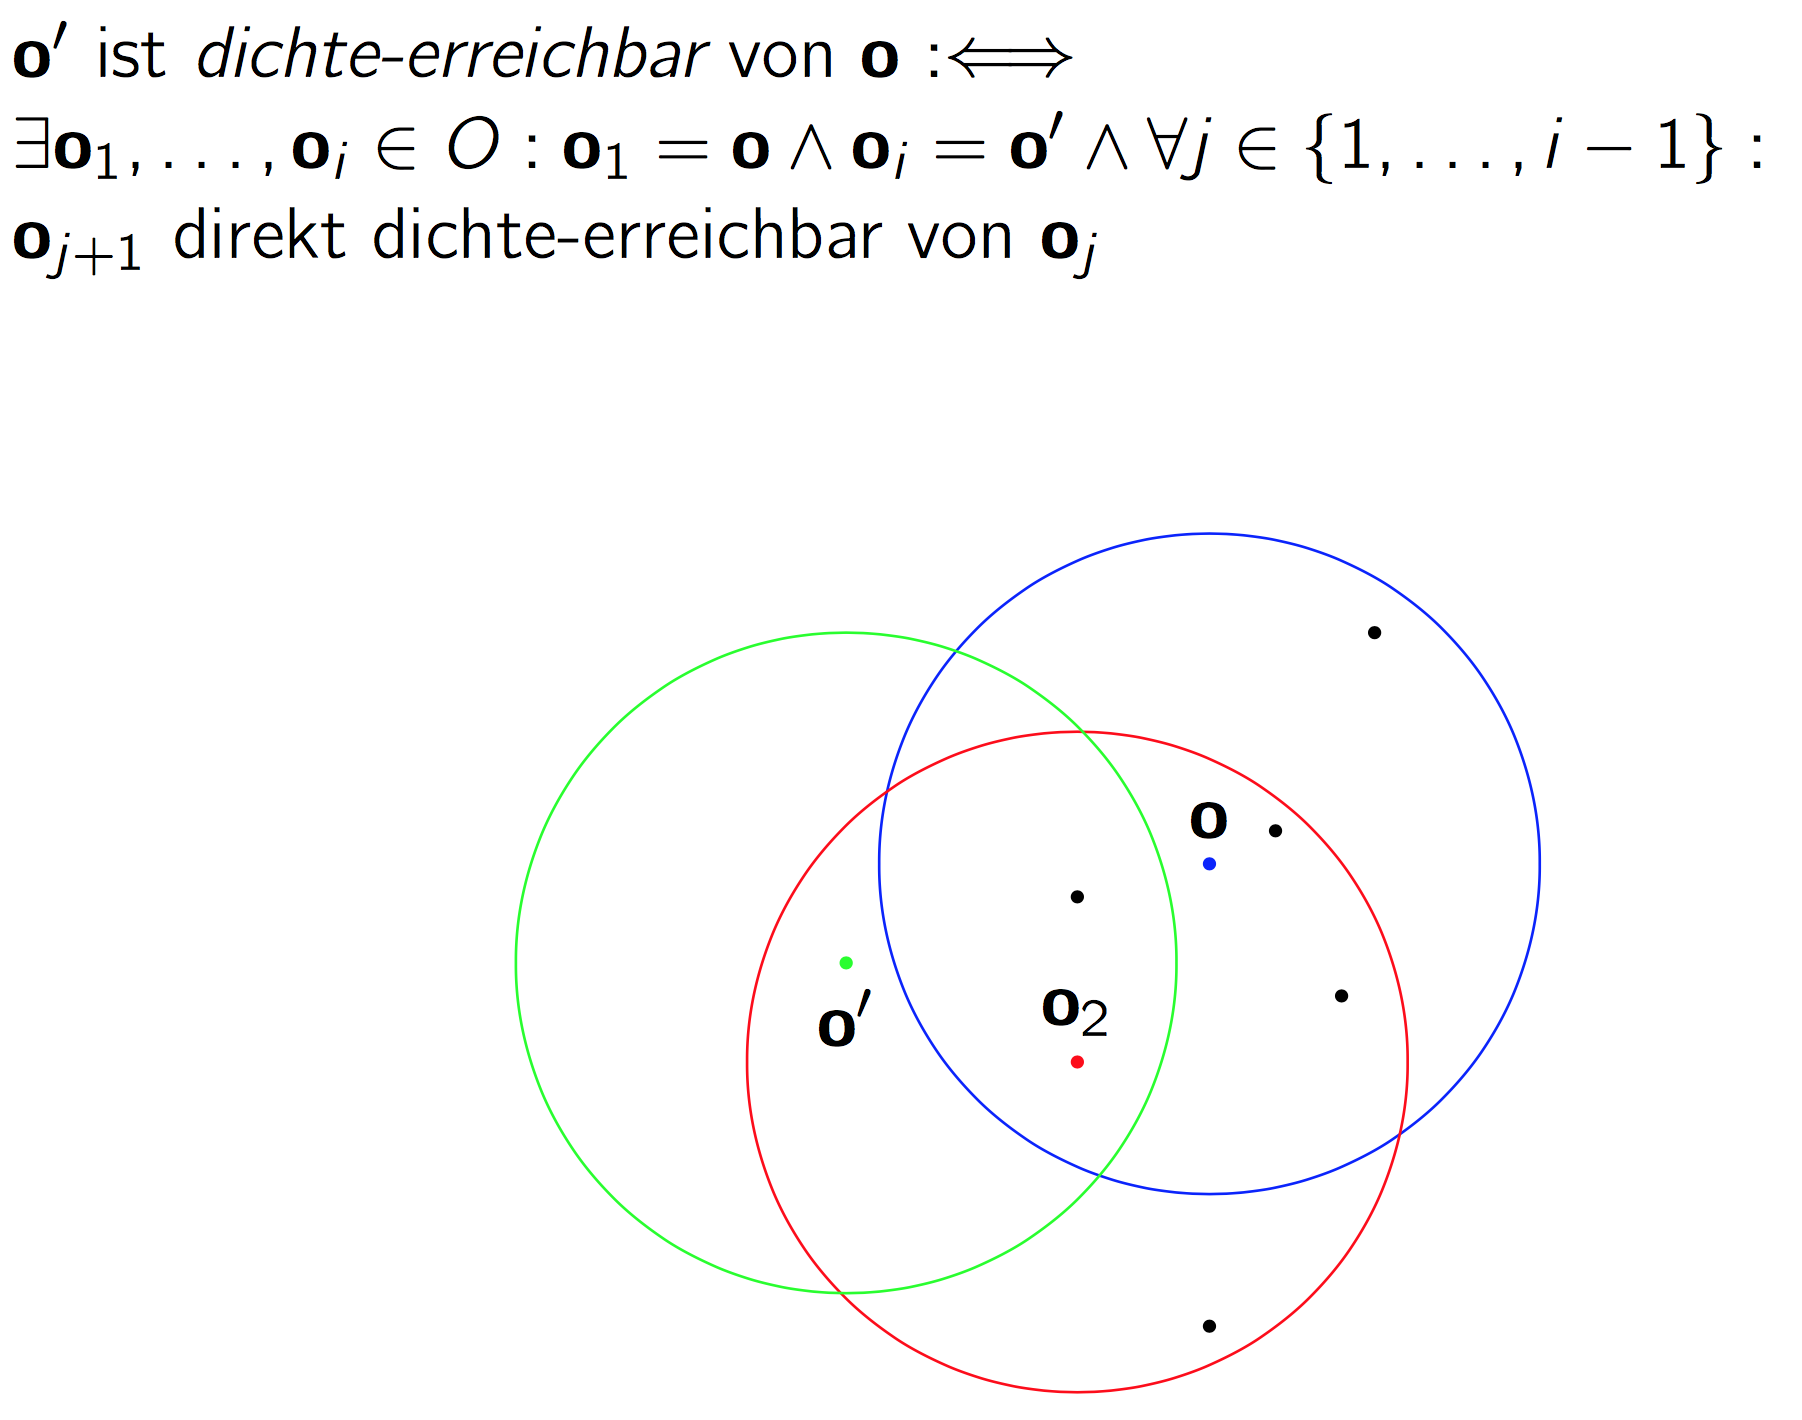 o′ ist dichte-erreichbar von o :⟺
∃o₁, . . . , oᵢ ∈ O : o₁ = o ∧ oᵢ = o′ ∧ ∀j ∈ {1, . . . , i − 1} :
oⱼ₊₁ direkt dichte-erreichbar von oⱼ
o
o′
o₂